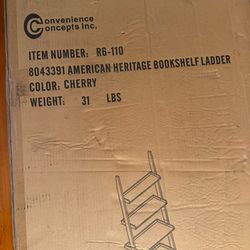 Convenience
Concepts Inc.
ITEM NUMBER: R6-110
8043391 AMERICAN HERITAGE BOOKSHELF LADDER
COLOR: CHERRY
WEIGHT: 31 LBS